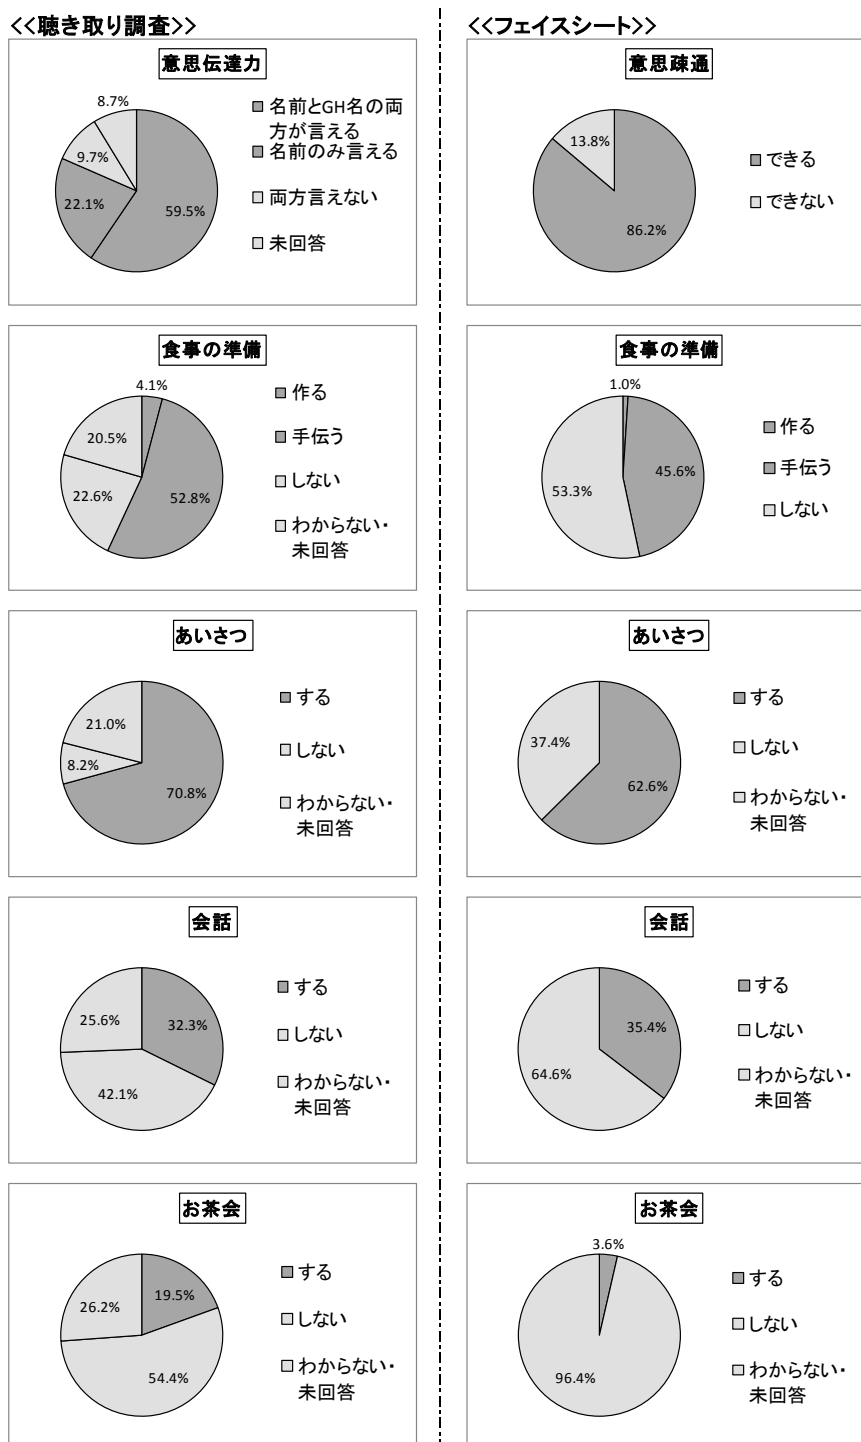 <<聴き取り調査>>
意思伝達力
8.7%
9.7%
22.1%
59.5%
名前とGH名の両
方が言える
名前のみ言える
両方言えない
未回答
食事の準備
4.1%
20.5%
22.6%
52.8%
作る
手伝う
しない
わからない・
未回答
あいさつ
21.0%
8.2%
70.8%
する
しない
わからない・
未回答
会話
25.6%
32.3%
42.1%
する
しない
わからない・
未回答
お茶会
26.2%
19.5%
54.4%
する
しない
わからない・
未回答
<<フェイスシート>>
意思疎通
13.8%
86.2%
できる
できない
食事の準備
1.0%
45.6%
53.3%
作る
手伝う
しない
あいさつ
37.4%
62.6%
する
しない
わからない・
未回答
会話
35.4%
64.6%
する
しない
わからない・
未回答
お茶会
3.6%
96.4%
する
しない
わからない・
未回答